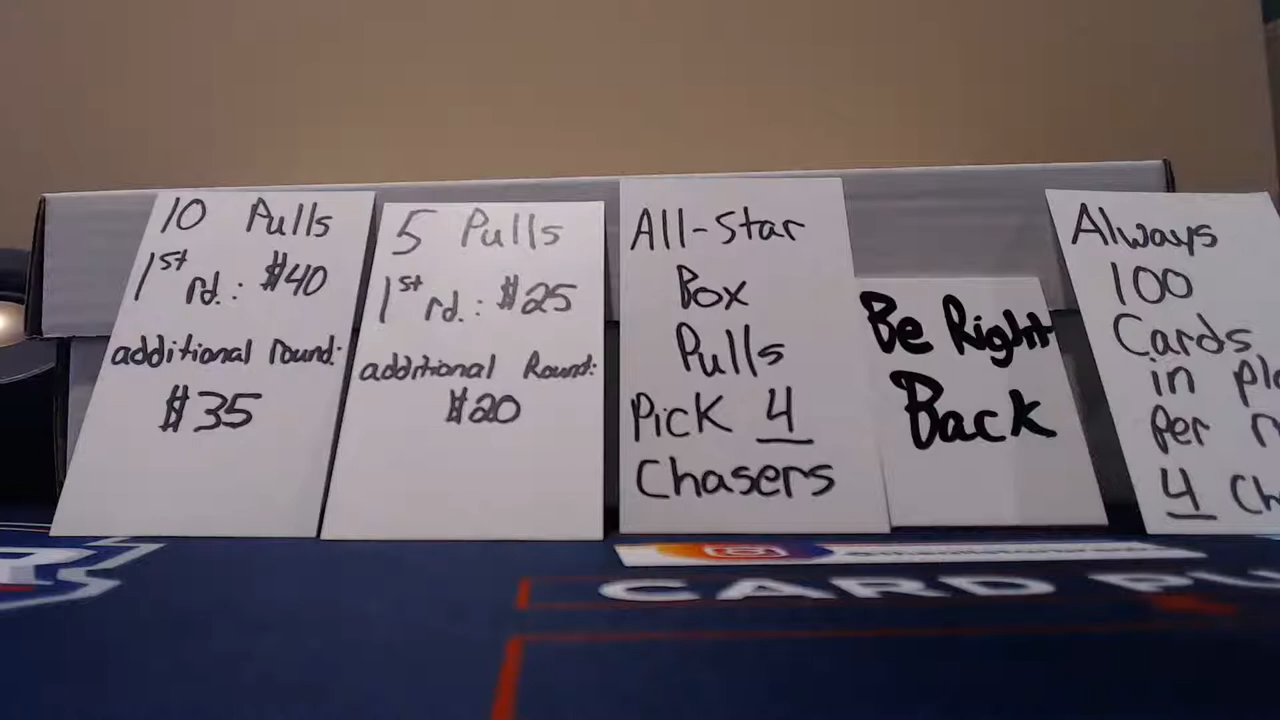 10 Pulls
1st rd.: $40
additional round:
$35
5 Pulls
1st rd.: $25
additional Round:
$20
All-Star
Box
Pulls
Pick 4
Chasers
Be Right
Back
Always
100
Cards
in
Per
4
CARD